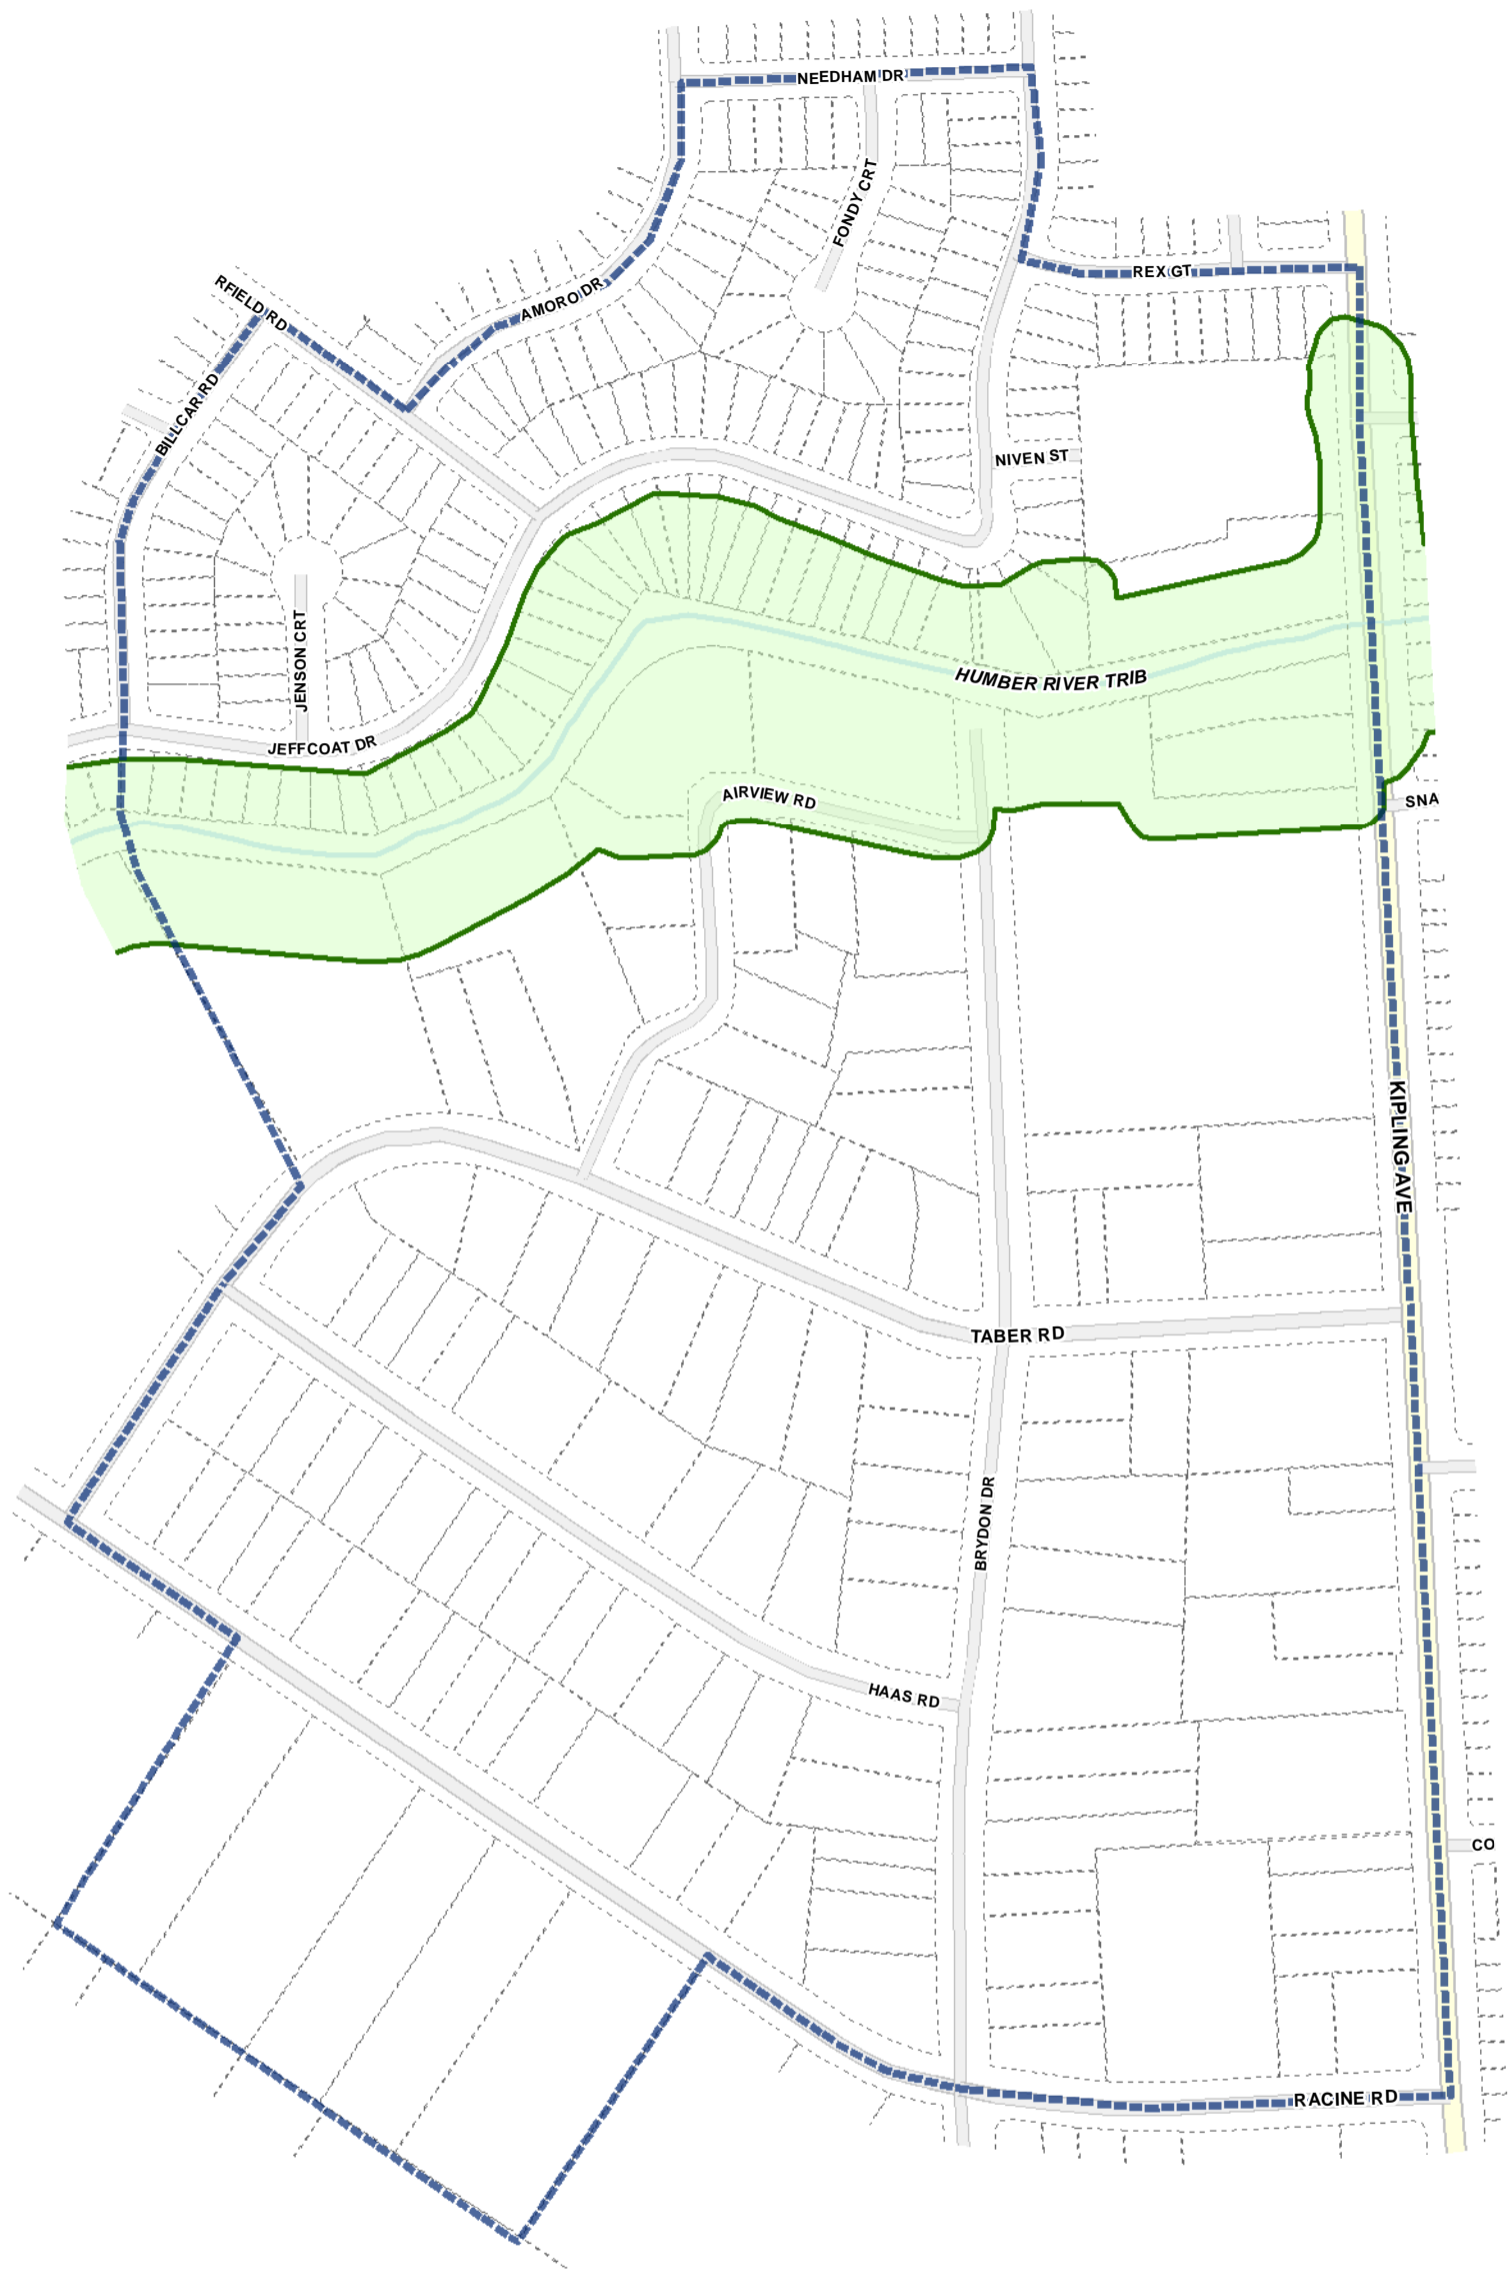 NEEDHAM DR
FONDY CRT
REX GT
RFIELD RD
AMORO DR
BILLCAR RD
NIVEN ST
JENSON CRT
HUMBER RIVER TRIB
JEFFCOAT DR
AIRVIEW RD
SNA
KIPLING AVE
TABER RD
BRYDON DR
HAAS RD
CO
RACINE RD